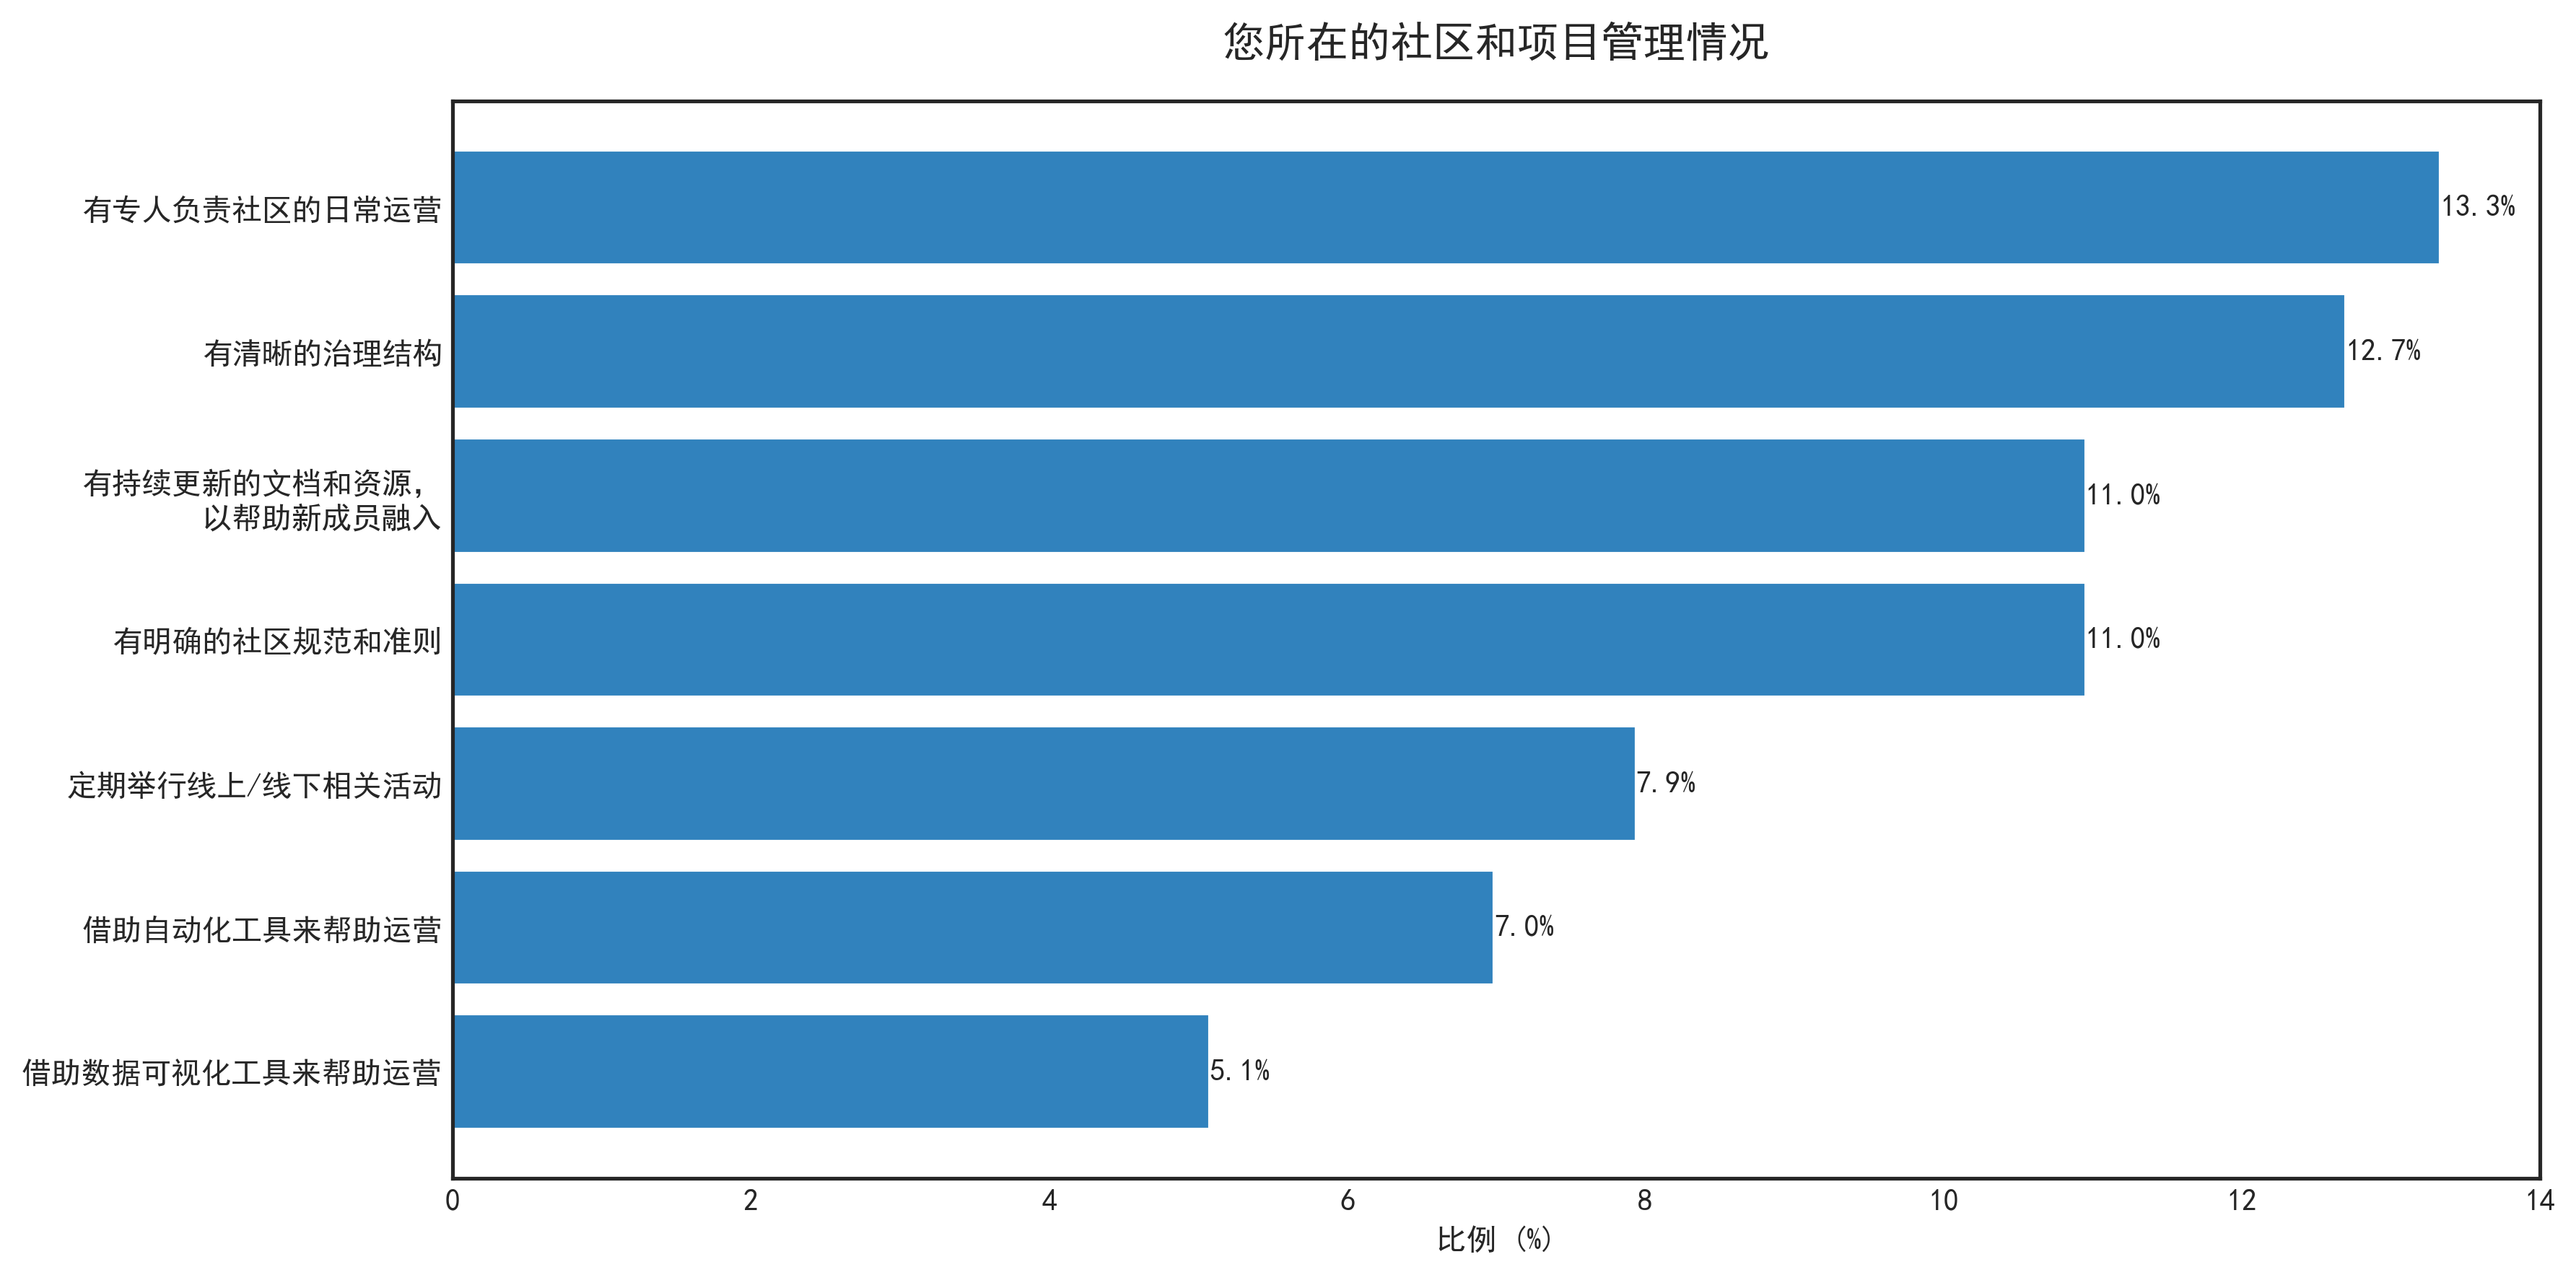 您所在的社区和项目管理情况
有专人负责社区的日常运营
13.3%
有清晰的治理结构
12.7%
有持续更新的文档和资源，
以帮助新成员融入
11.0%
有明确的社区规范和准则
11.0%
定期举行线上/线下相关活动
7.9%
借助自动化工具来帮助运营
7.0%
借助数据可视化工具来帮助运营
5.1%
0 2 4 6 8 10 12 14
比例 (%)